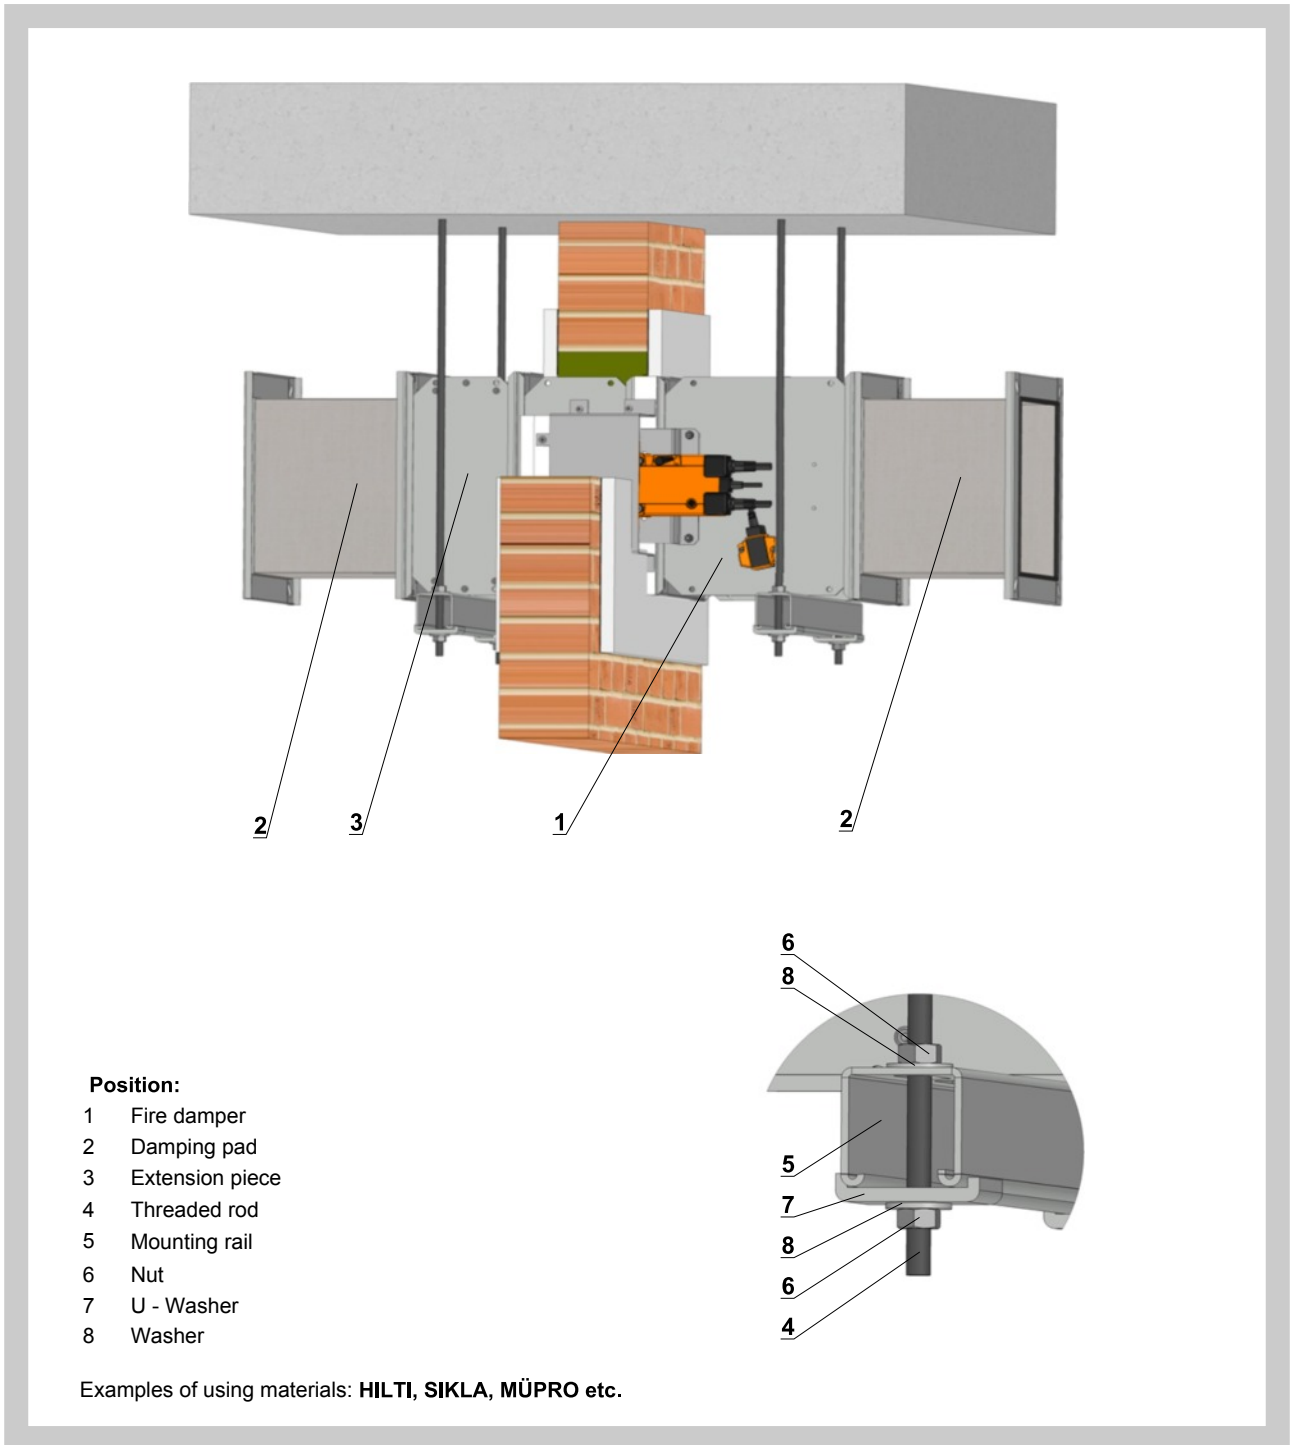 2 3 1 2
6
8
5
7
8
6
4
Position:
1 Fire damper
2 Damping pad
3 Extension piece
4 Threaded rod
5 Mounting rail
6 Nut
7 U - Washer
8 Washer
Examples of using materials: HILTI, SIKLA, MÜPRO etc.